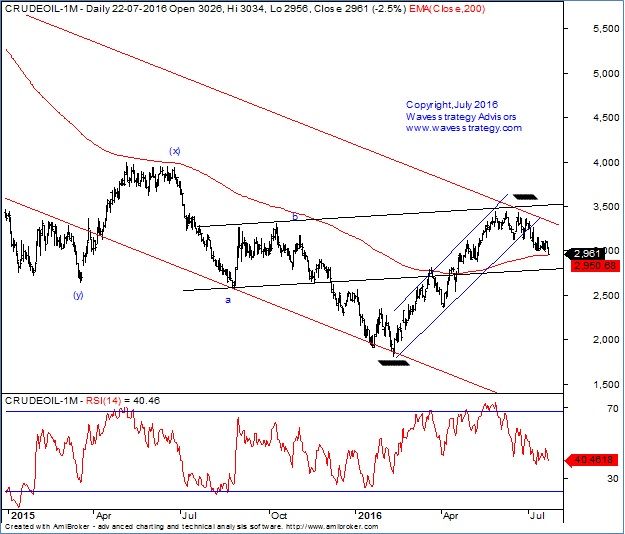 CRUDEOIL-1M - Daily 22-07-2016 Open 3026, Hi 3034, Lo 2956, Close 2961 (-2.5%) EMA(Close,200)
5,500
5,000
Copyright,July 2016
Wavesstrategy Advisors
www.wavesstrategy.com
4,500
(x)
4,000
b
3,500
3,000
2,961
2,950.68
(y)
a
2,500
2,000
1,500
CRUDEOIL-1M - RSI(14) = 40.46
70
40.4618
30
2015 Apr Jul Oct 2016 Apr Jul
Created with AmiBroker - advanced charting and technical analysis software. http://www.amibroker.com